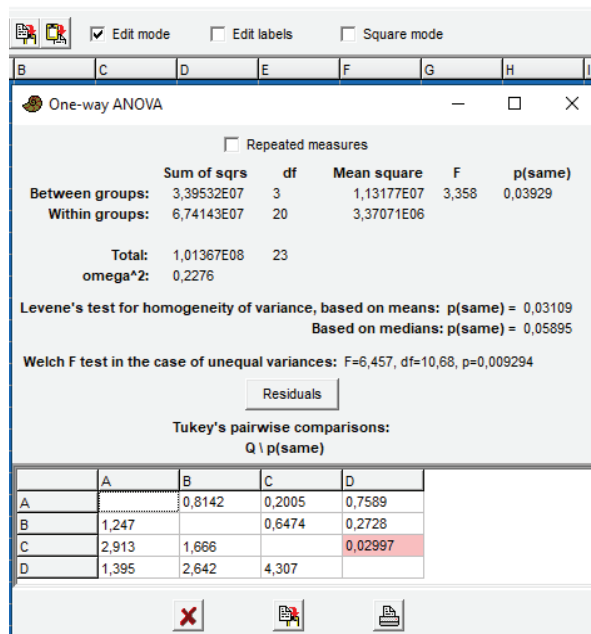 Edit mode Edit labels Square mode
B C D E F G H I
One-way ANOVA
Repeated measures
Sum of sqrs df Mean square F p(same)
Between groups: 3,39532E07 3 1,13177E07 3,358 0,03929
Within groups: 6,74143E07 20 3,37071E06
Total: 1,01367E08 23
omega^2: 0,2276
Levene's test for homogeneity of variance, based on means: p(same) = 0,03109
Based on medians: p(same) = 0,05895
Welch F test in the case of unequal variances: F=6,457, df=10,68, p=0,009294
Residuals
Tukey's pairwise comparisons:
Q \ p(same)
A B C D
A 0,8142 0,2005 0,7589
B 1,247 0,6474 0,2728
C 2,913 1,666 0,02997
D 1,395 2,642 4,307